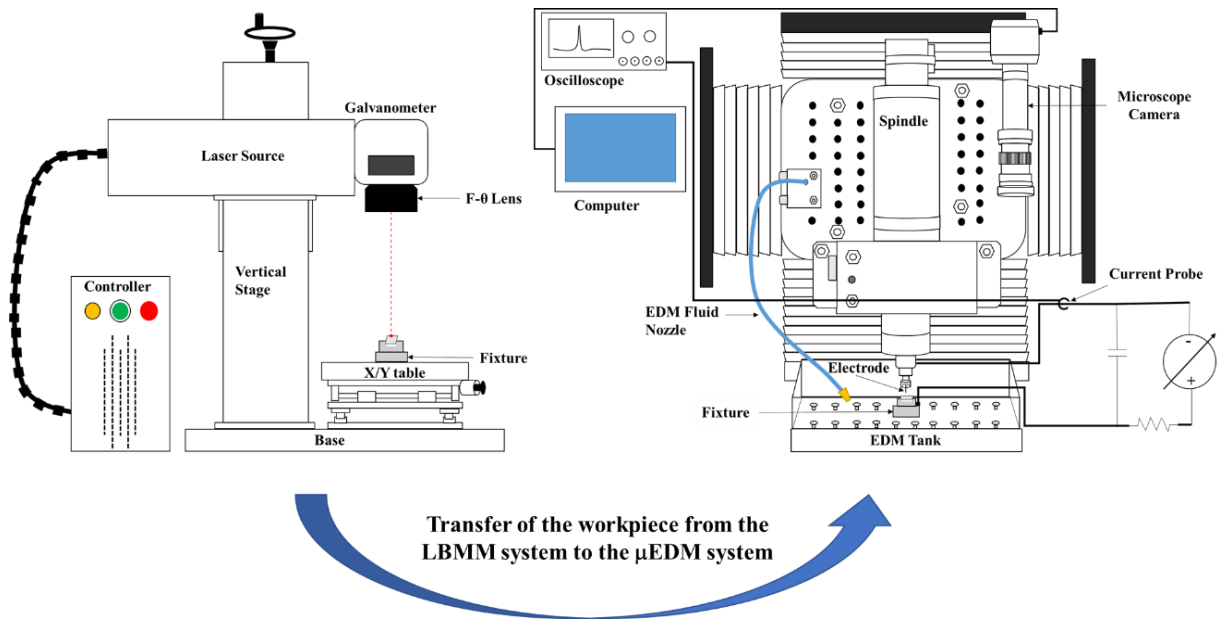 Galvanometer
Laser Source
F-θ Lens
Controller
Vertical
Stage
Fixture
X/Y table
Base
Oscilloscope
Computer
Spindle
Microscope
Camera
Current Probe
EDM Fluid
Nozzle
Electrode
Fixture
EDM Tank
-
+
Transfer of the workpiece from the
LBMM system to the μEDM system